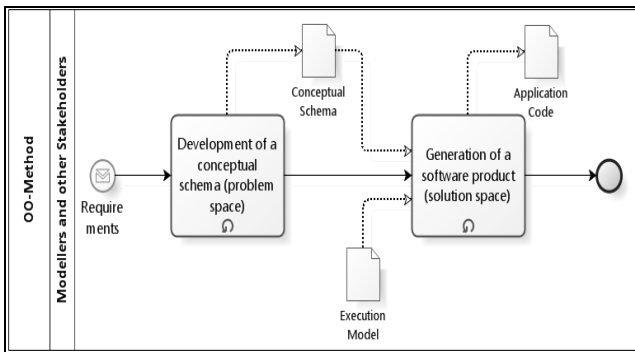 OO-Method
Modellers and other Stakeholders
Require
ments
Development of a
conceptual
schema (problem
space)
Conceptual
Schema
Generation of a
software product
(solution space)
Application
Code
Execution
Model